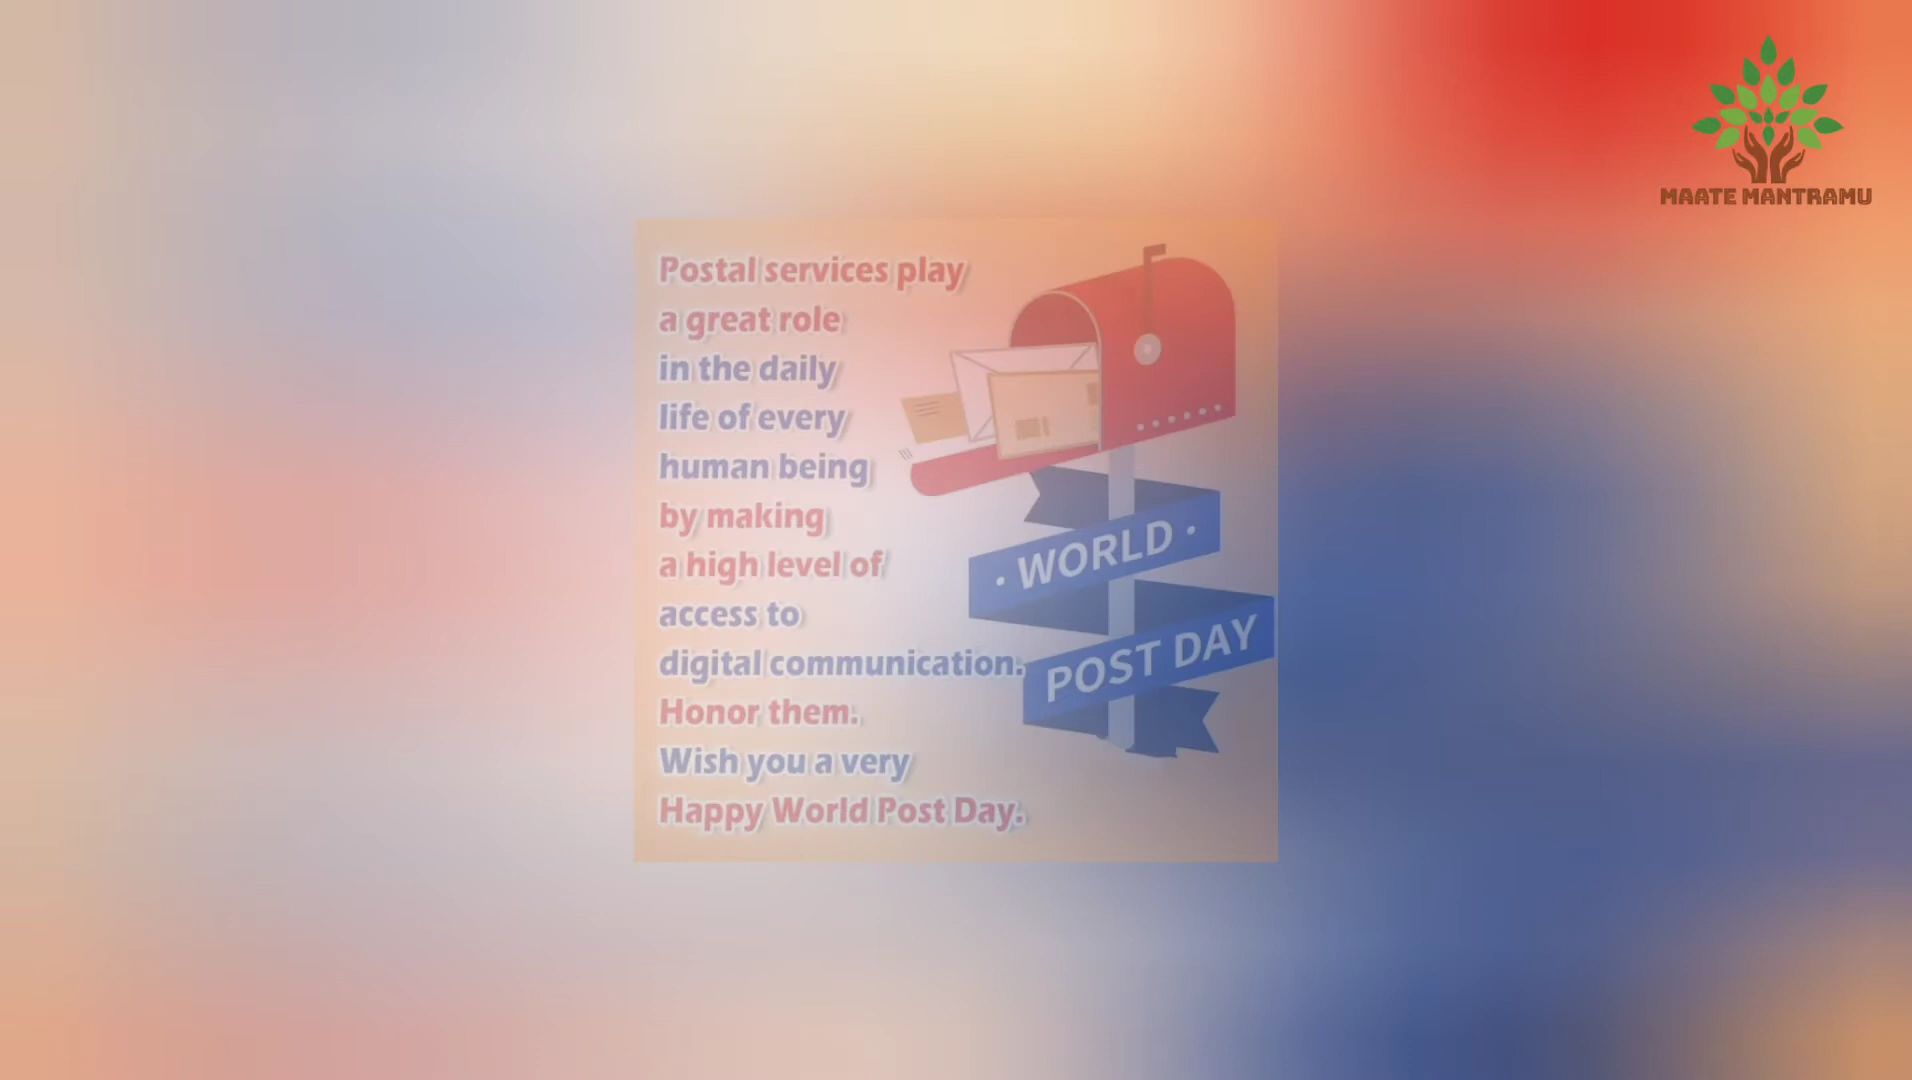 MAATE MANTRAMU
Postal services play
a great role
in the daily
life of every
human being
by making
a high level of
access to
digital communication.
Honor them.
Wish you a very
Happy World Post Day.
· WORLD ·
POST DAY